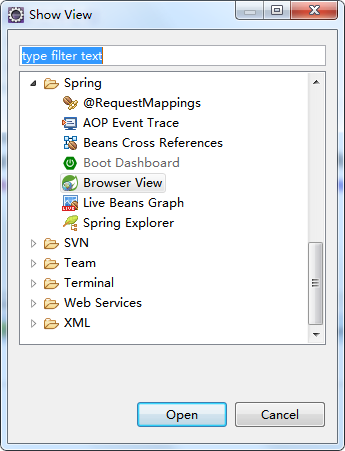 Show View
type filter text
Spring
@RequestMappings
AOP Event Trace
Beans Cross References
Boot Dashboard
Browser View
Live Beans Graph
Spring Explorer
SVN
Team
Terminal
Web Services
XML
Open
Cancel